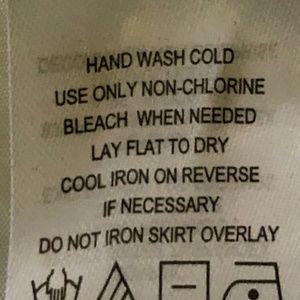 HAND WASH COLD
USE ONLY NON-CHLORINE
BLEACH WHEN NEEDED
LAY FLAT TO DRY
COOL IRON ON REVERSE
IF NECESSARY
DO NOT IRON SKIRT OVERLAY